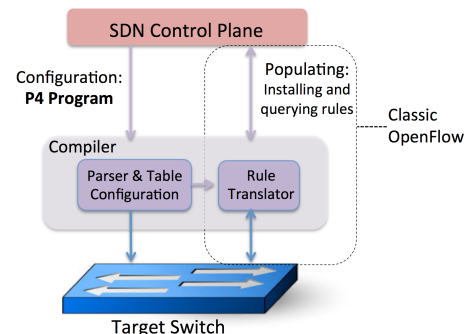 SDN Control Plane
Configuration:
P4 Program
Populating:
Installing and
querying rules
Classic
OpenFlow
Compiler
Parser & Table
Configuration
Rule
Translator
Target Switch